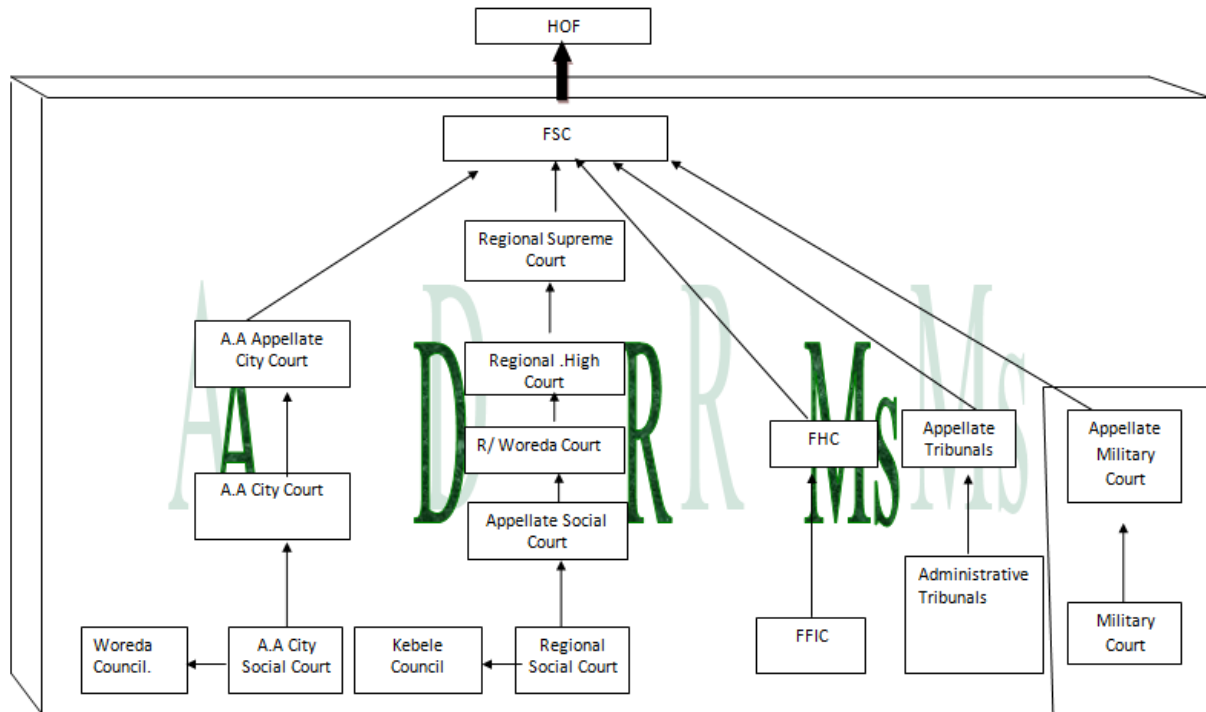 HOF
FSC
Regional Supreme
Court
A.A Appellate
City Court
Regional .High
Court
R/ Woreda Court
FHC
Appellate
Tribunals
Appellate
Military
Court
A.A City Court
Appellate Social
Court
Administrative
Tribunals
Woreda
Council.
A.A City
Social Court
Kebele
Council
Regional
Social Court
FFIC
Military
Court
A D R Ms